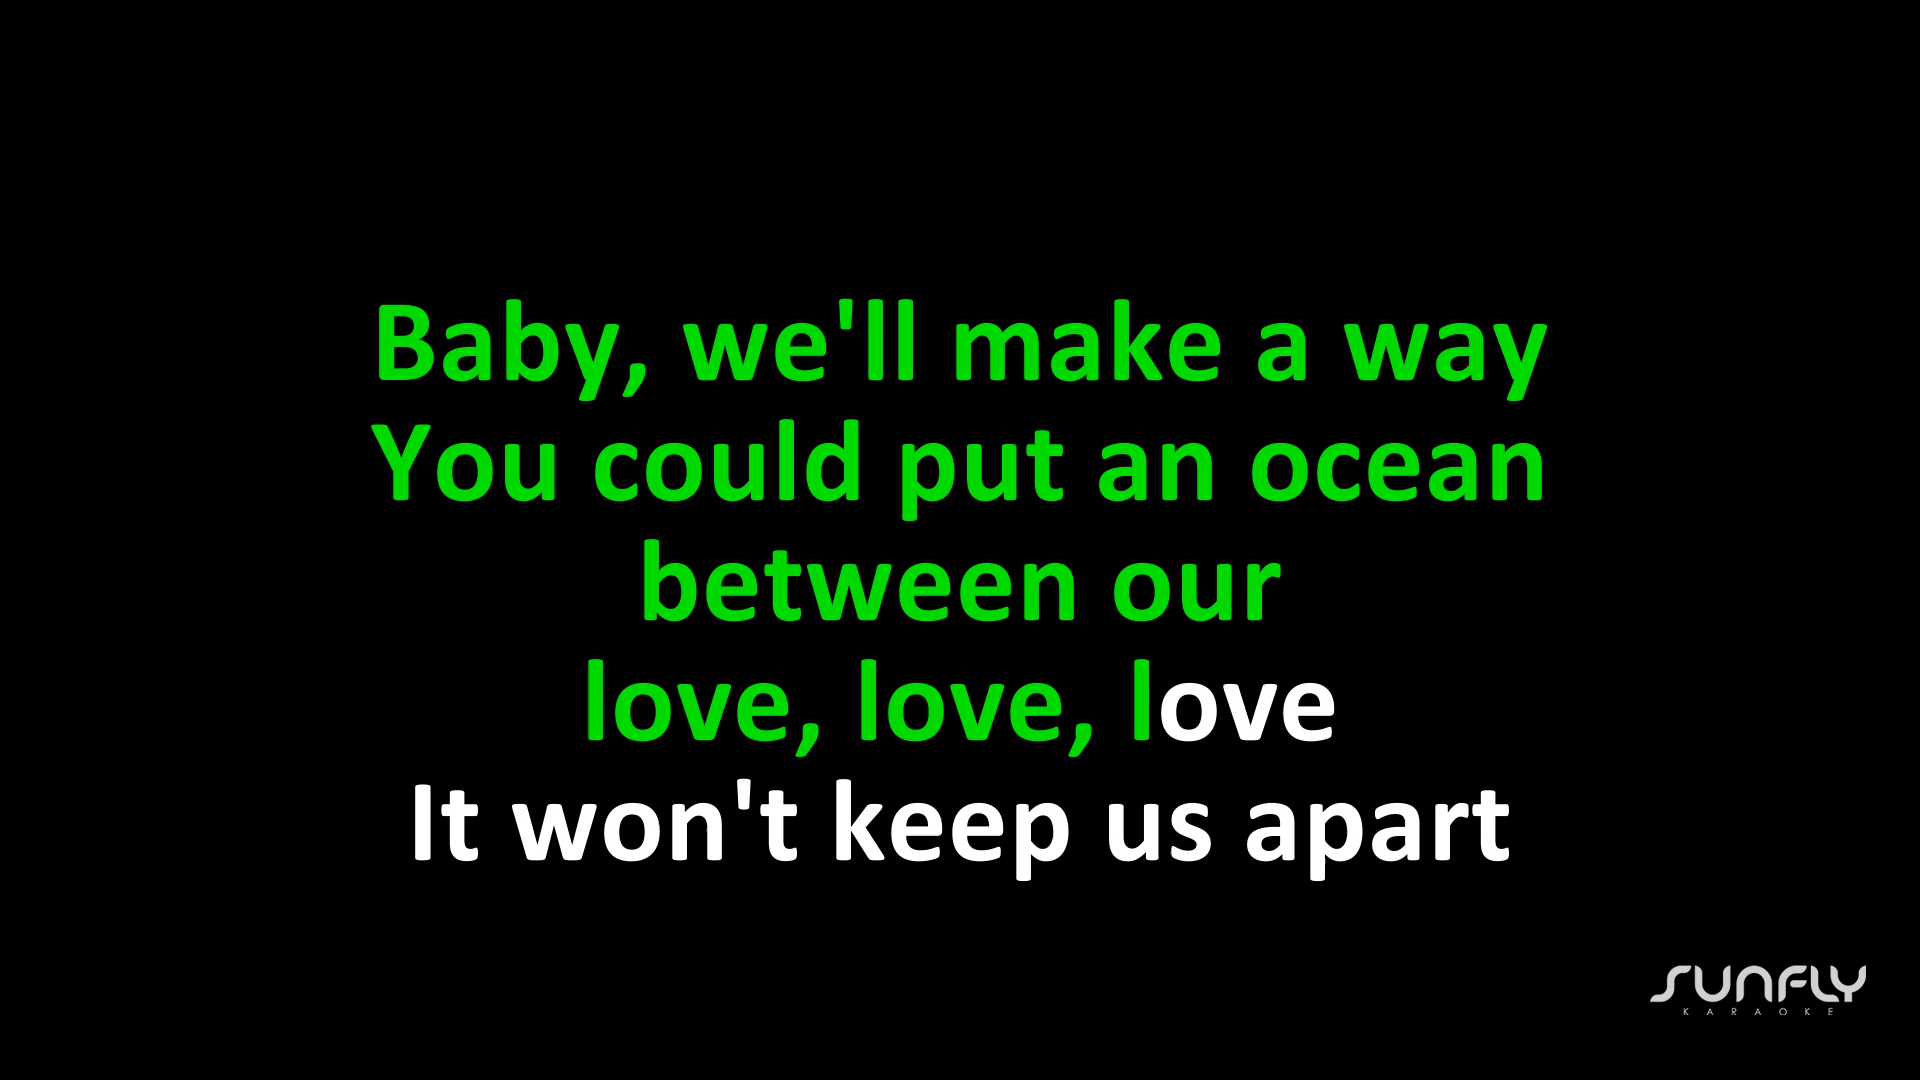 Baby, we'll make a way
You could put an ocean
between our
love, love, love
It won't keep us apart
SUNFLY
KARAOKE